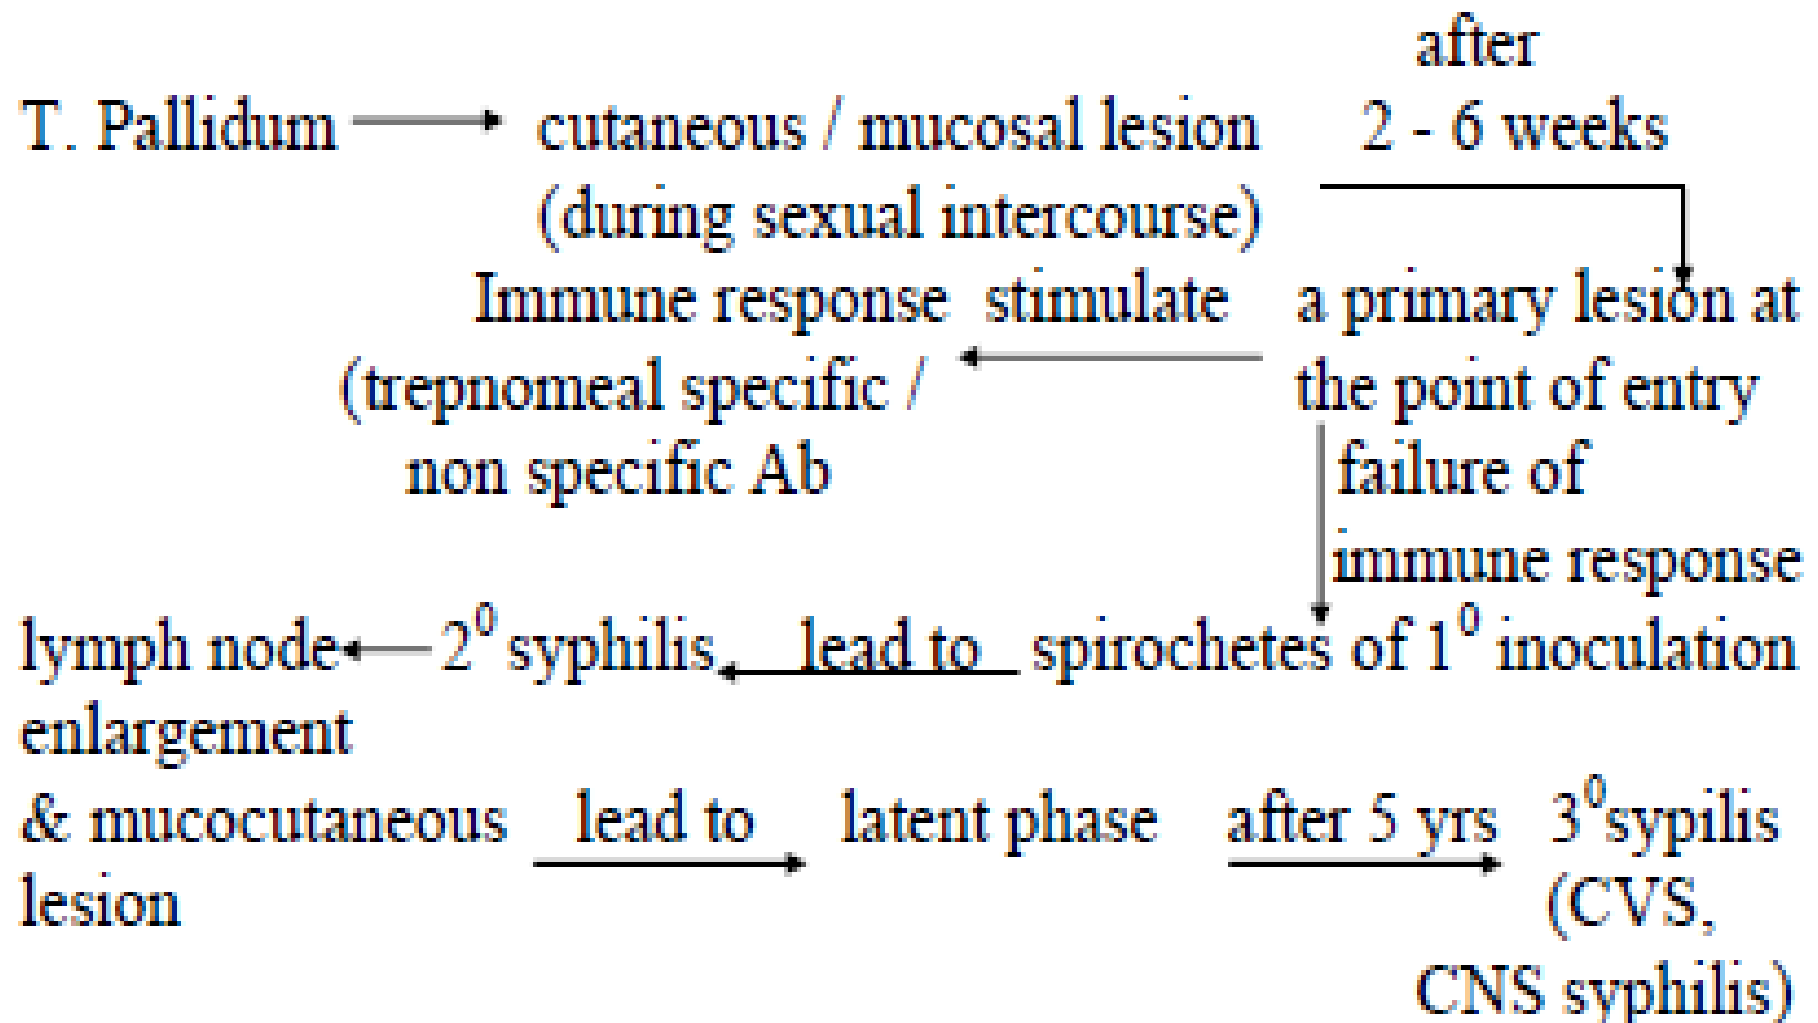 after
T. Pallidum cutaneous / mucosal lesion 2 - 6 weeks
(during sexual intercourse)
Immune response stimulate a primary lesion at
(trepnomeal specific / the point of entry
non specific Ab failure of
immune response
lymph node 2⁰ syphilis lead to spirochetes of 1⁰ inoculation
enlargement
& mucocutaneous lead to latent phase after 5 yrs 3⁰sypilis
lesion (CVS,
CNS syphilis)